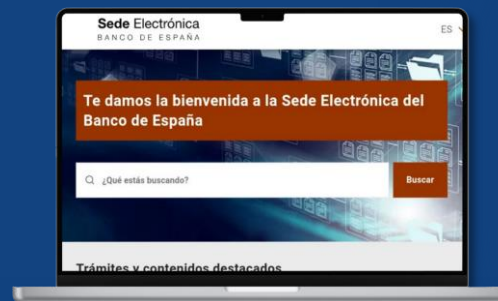 Sede Electrónica
BANCO DE ESPAÑA
ES
Te damos la bienvenida a la Sede Electrónica del
Banco de España
¿Qué estás buscando?
Buscar
Trámites y contenidos destacados